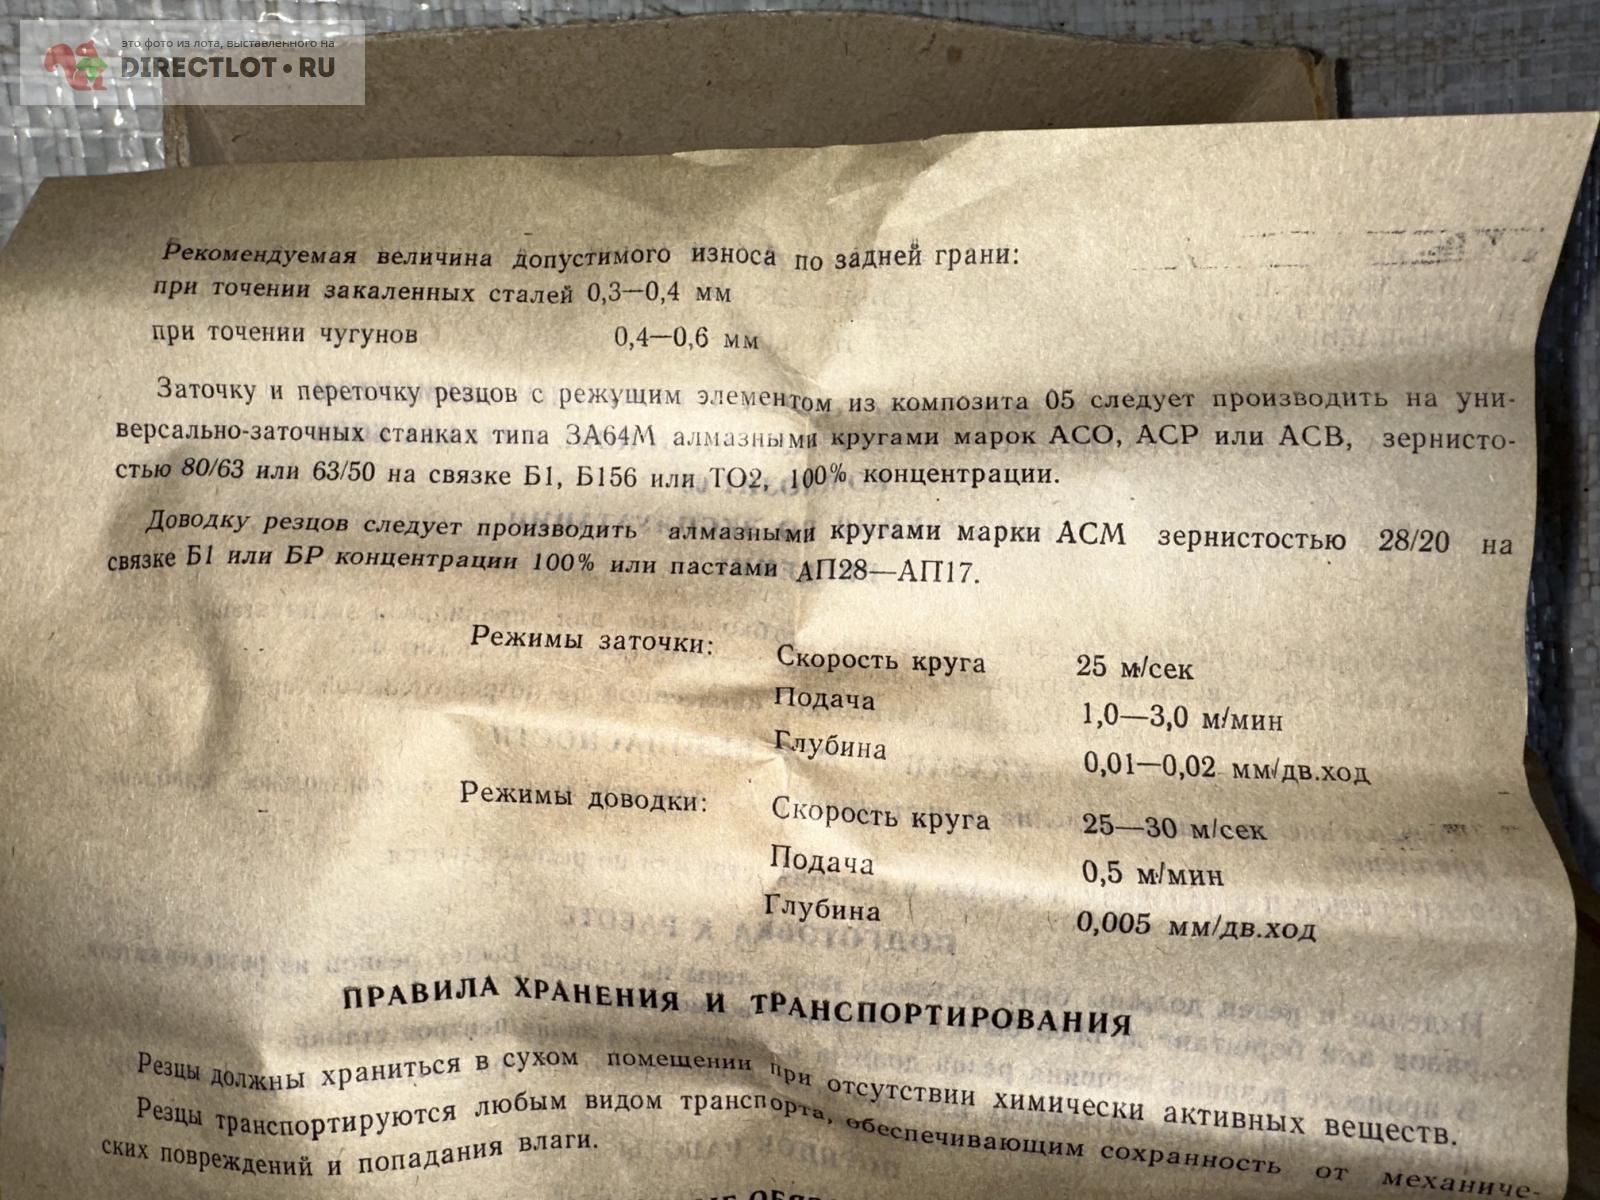 это фото из лота, выставленного на
DIRECTLOT•RU
Рекомендуемая величина допустимого износа по задней грани:
при точении закаленных сталей 0,3—0,4 мм
при точении чугунов 0,4—0,6 мм
Заточку и переточку резцов с режущим элементом из композита 05 следует производить на уни-
версально-заточных станках типа ЗА64М алмазными кругами марок АСО, АСР или АСВ, зернисто-
стью 80/63 или 63/50 на связке Б1, Б156 или ТО2, 100% концентрации.
Доводку резцов следует производить алмазными кругами марки АСМ зернистостью 28/20 на
связке Б1 или БР концентрации 100% или пастами АП28—АП17.
Режимы заточки: Скорость круга 25 м/сек
Подача 1,0—3,0 м/мин
Глубина 0,01—0,02 мм/дв.ход
Режимы доводки: Скорость круга 25—30 м/сек
Подача 0,5 м/мин
Глубина 0,005 мм/дв.ход
ПРАВИЛА ХРАНЕНИЯ И ТРАНСПОРТИРОВАНИЯ
Резцы должны храниться в сухом помещении при отсутствии химически активных веществ.
Резцы транспортируются любым видом транспорта, обеспечивающим сохранность от механиче-
ских повреждений и попадания влаги.